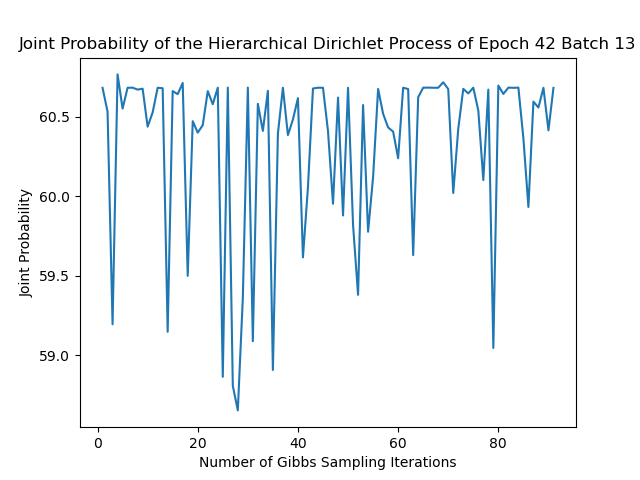 Joint Probability of the Hierarchical Dirichlet Process of Epoch 42 Batch 13
60.5
60.0
59.5
59.0
Joint Probability
0 20 40 60 80
Number of Gibbs Sampling Iterations